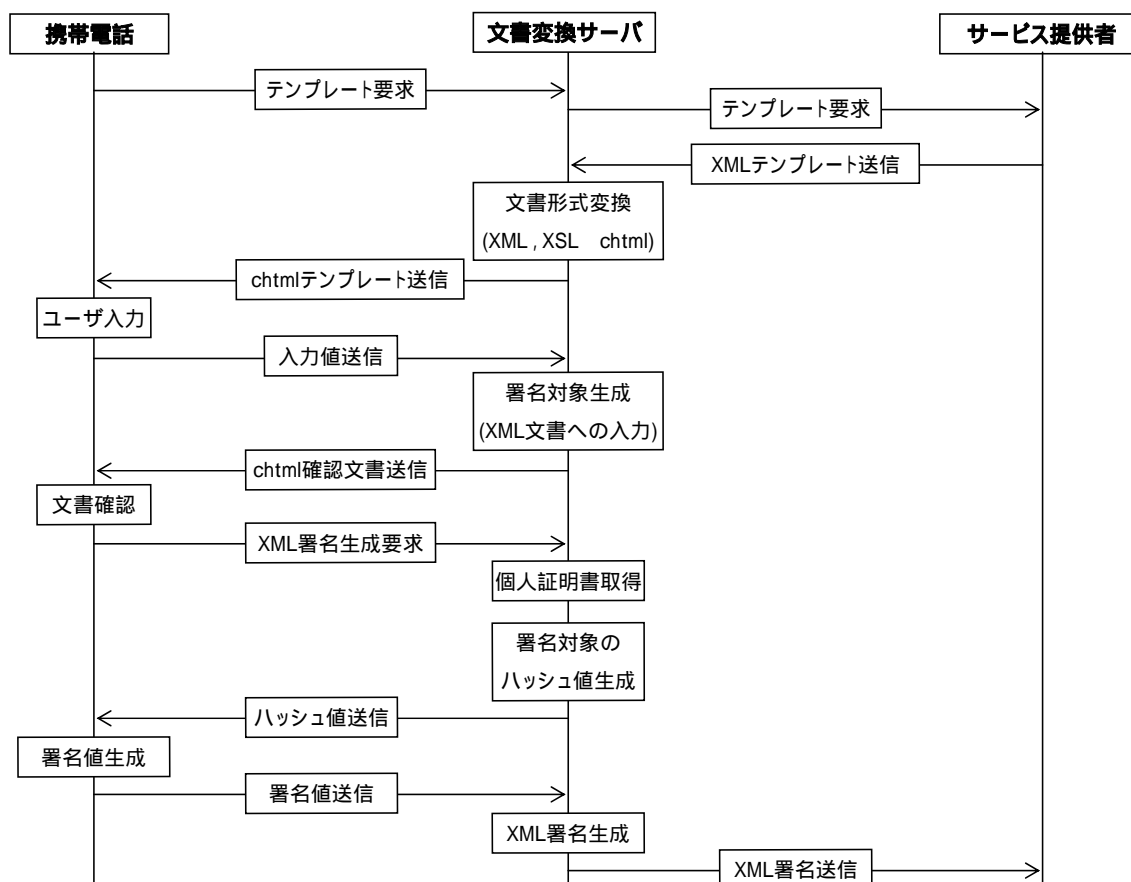 携帯電話
文書変換サーバ
サービス提供者
テンプレート要求
テンプレート要求
XMLテンプレート送信
文書形式変換
(XML , XSL chtml)
chtmlテンプレート送信
ユーザ入力
入力値送信
署名対象生成
(XML文書への入力)
chtml確認文書送信
文書確認
XML署名生成要求
個人証明書取得
署名対象の
ハッシュ値生成
ハッシュ値送信
署名値生成
署名値送信
XML署名生成
XML署名送信